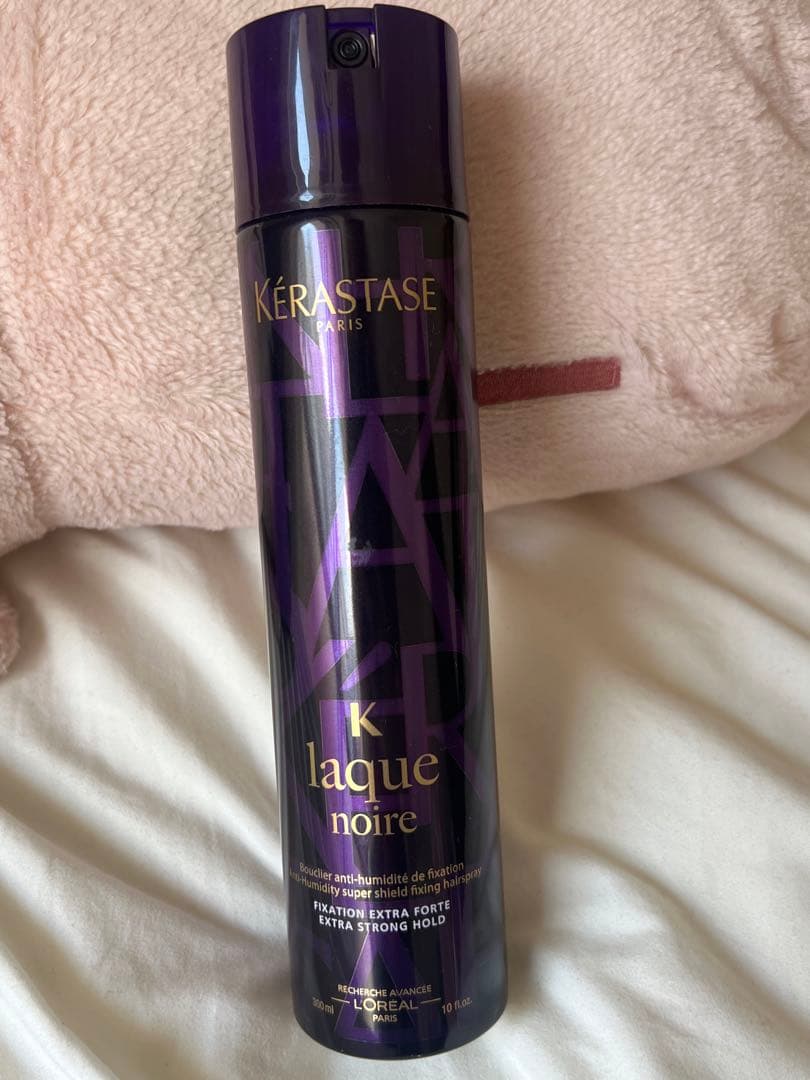 KÉRASTASE
PARIS
K
laque
noire
Bouclier anti-humidité de fixation
Anti-Humidity super shield fixing hairspray
FIXATION EXTRA FORTE
EXTRA STRONG HOLD
RECHERCHE AVANCÉE
300 ml L'ORÉAL 10 fl.oz.
PARIS